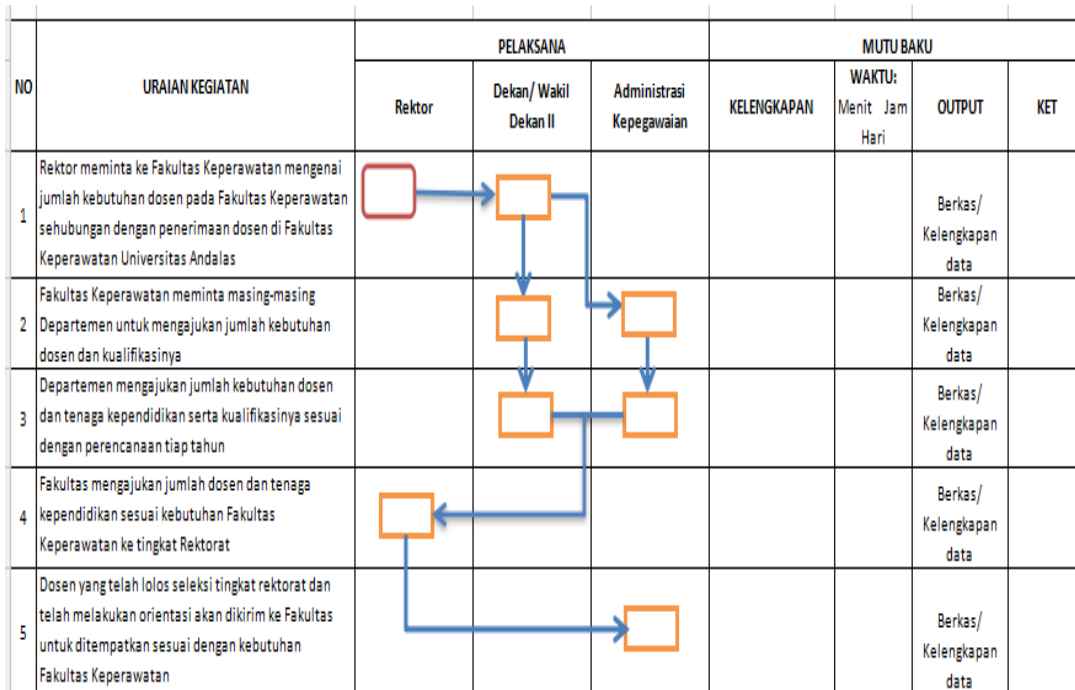 PELAKSANA
MUTU BAKU
NO
URAIAN KEGIATAN
Rektor
Dekan/ Wakil
Dekan II
Administrasi
Kepegawaian
KELENGKAPAN
WAKTU:
Menit Jam
Hari
OUTPUT
KET
1
Rektor meminta ke Fakultas Keperawatan mengenai
jumlah kebutuhan dosen pada Fakultas Keperawatan
sehubungan dengan penerimaan dosen di Fakultas
Keperawatan Universitas Andalas
Berkas/
Kelengkapan
data
2
Fakultas Keperawatan meminta masing-masing
Departemen untuk mengajukan jumlah kebutuhan
dosen dan kualifikasinya
Berkas/
Kelengkapan
data
3
Departemen mengajukan jumlah kebutuhan dosen
dan tenaga kependidikan serta kualifikasinya sesuai
dengan perencanaan tiap tahun
Berkas/
Kelengkapan
data
4
Fakultas mengajukan jumlah dosen dan tenaga
kependidikan sesuai kebutuhan Fakultas
Keperawatan ke tingkat Rektorat
Berkas/
Kelengkapan
data
5
Dosen yang telah lolos seleksi tingkat rektorat dan
telah melakukan orientasi akan dikirim ke Fakultas
untuk ditempatkan sesuai dengan kebutuhan
Fakultas Keperawatan
Berkas/
Kelengkapan
data